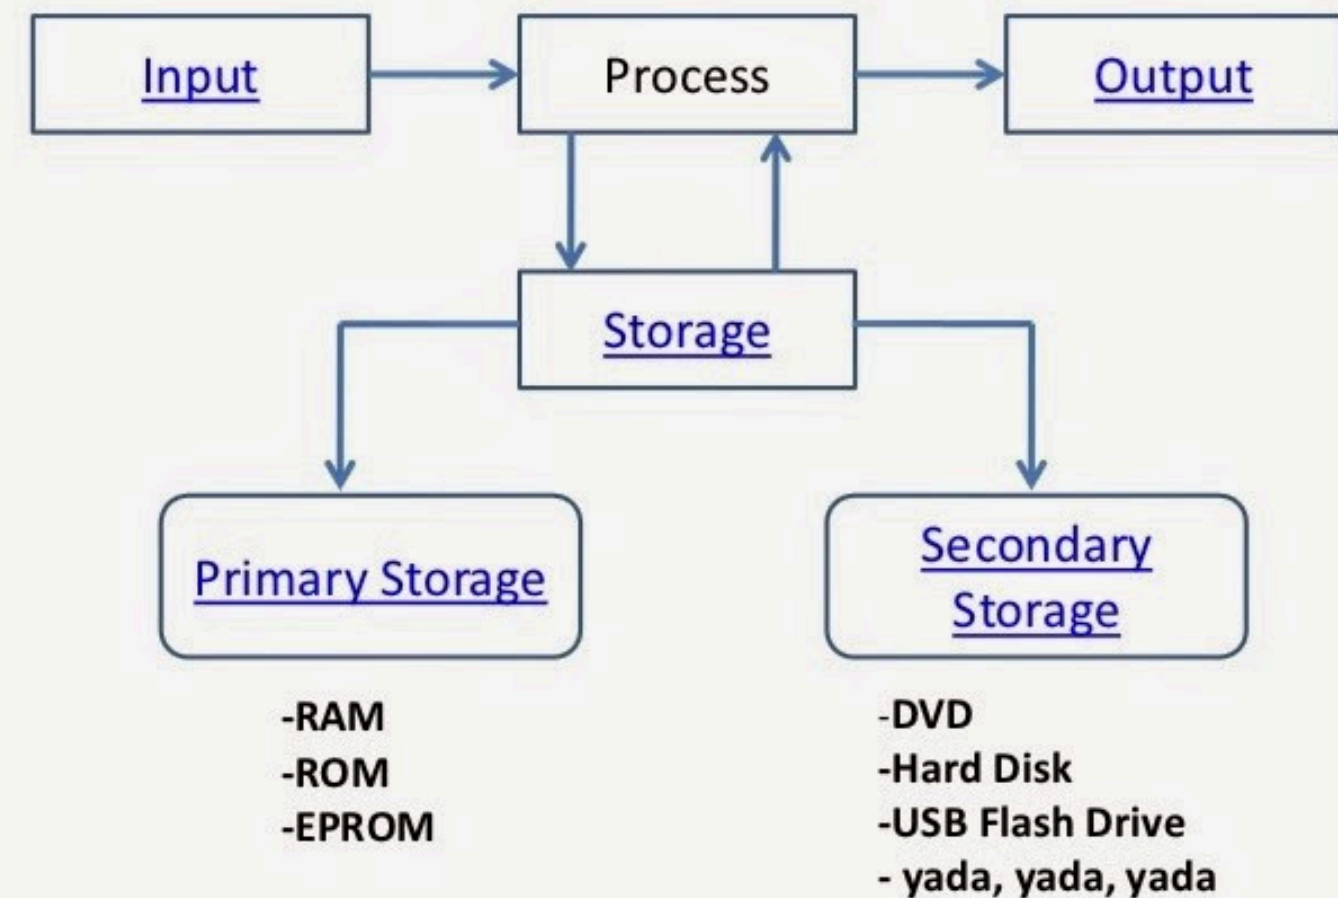 Input
Process
Output
Storage
Primary Storage
Secondary
Storage
-RAM
-ROM
-EPROM
-DVD
-Hard Disk
-USB Flash Drive
- yada, yada, yada